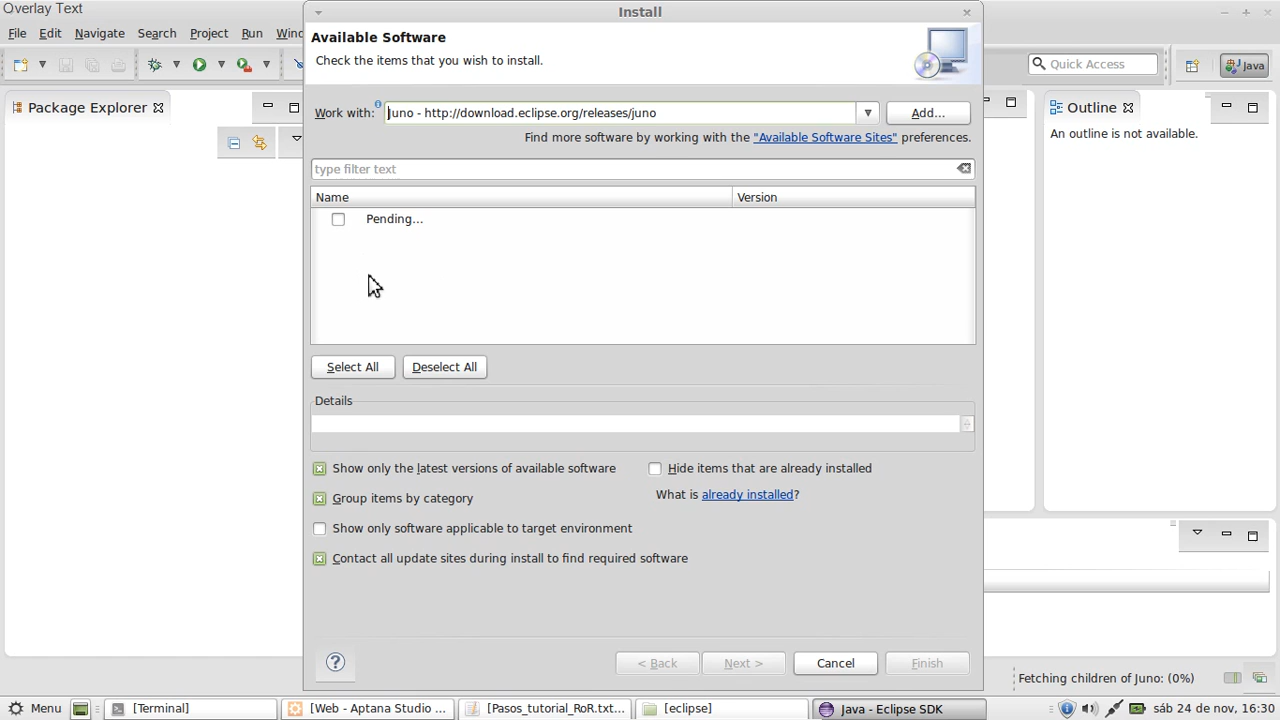 Overlay Text
Install
File Edit Navigate Search Project Run Wind
Available Software
Check the items that you wish to install.
Quick Access
Java
Package Explorer
Work with: Juno - http://download.eclipse.org/releases/juno
Add...
Outline
Find more software by working with the "Available Software Sites" preferences.
An outline is not available.
type filter text
Name Version
Pending...
Select All Deselect All
Details
Show only the latest versions of available software
Hide items that are already installed
Group items by category
What is already installed?
Show only software applicable to target environment
Contact all update sites during install to find required software
? < Back Next > Cancel Finish
Fetching children of Juno: (0%)
Menu [Terminal] [Web - Aptana Studio ... [Pasos_tutorial_RoR.txt... [eclipse] Java - Eclipse SDK sáb 24 de nov, 16:30